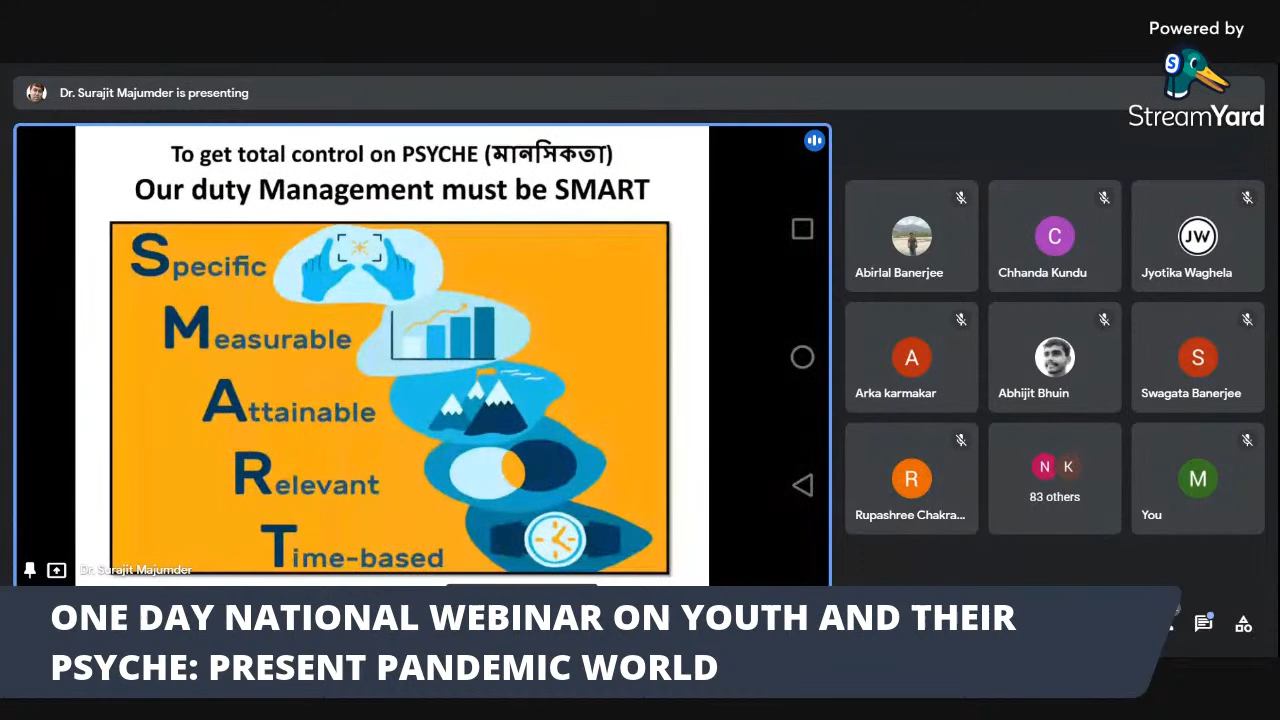 Powered by
StreamYard
Dr. Surajit Majumder is presenting
To get total control on PSYCHE (মানসিকতা)
Our duty Management must be SMART
Specific
Measurable
Attainable
Relevant
Time-based
Dr. Surajit Majumder
Abirlal Banerjee
C
Chhanda Kundu
JW
Jyotika Waghela
A
Arka karmakar
Abhijit Bhuin
S
Swagata Banerjee
R
Rupashree Chakra...
N K
83 others
M
You
ONE DAY NATIONAL WEBINAR ON YOUTH AND THEIR
PSYCHE: PRESENT PANDEMIC WORLD